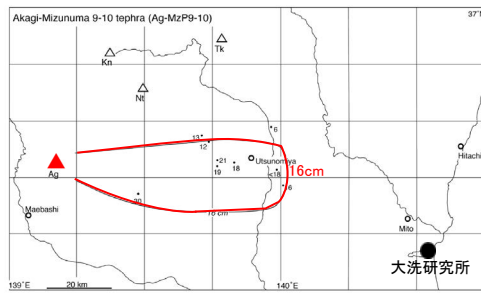 Akagi-Mizunuma 9-10 tephra (Ag-MzP9-10)
37°N
Tk
Kn
Nt
6
13
12
Utsunomiya
21
19
18
<18
16cm
Ag
20
6
16 cm
Hitachi
Maebashi
Mito
大洗研究所
139°E
20 km
140°E